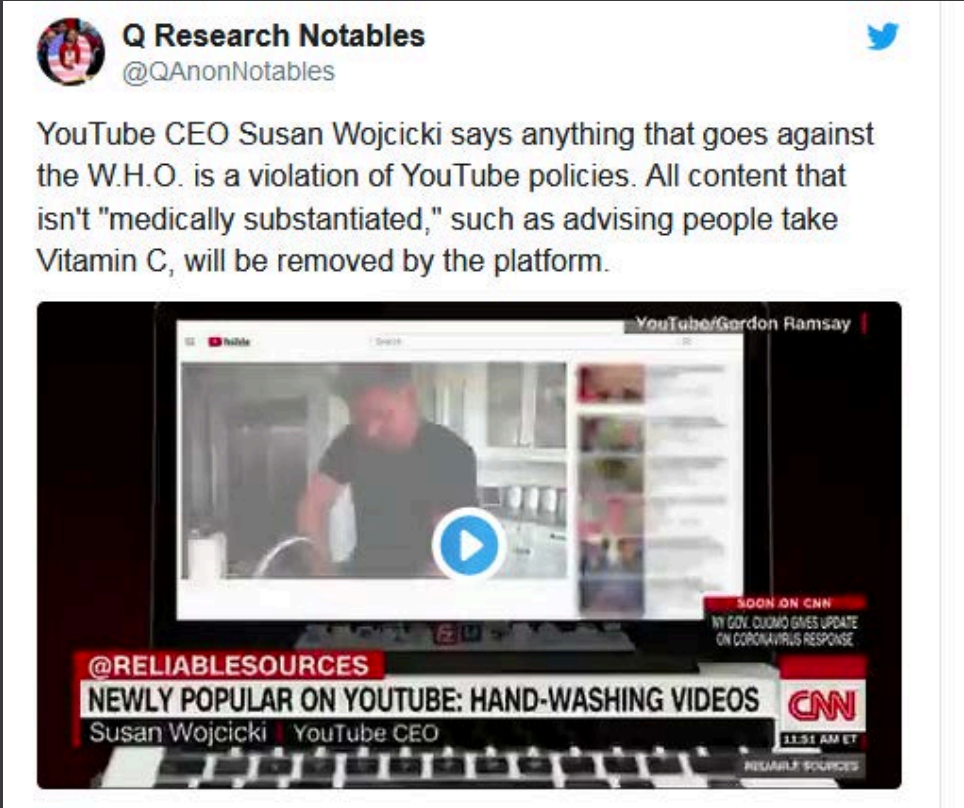 Q Research Notables
@QAnonNotables
YouTube CEO Susan Wojcicki says anything that goes against
the W.H.O. is a violation of YouTube policies. All content that
isn't "medically substantiated," such as advising people take
Vitamin C, will be removed by the platform.
YouTube/Gordon Ramsay
Search
SOON ON CNN
NY GOV. CUOMO GIVES UPDATE
ON CORONAVIRUS RESPONSE
@RELIABLESOURCES
NEWLY POPULAR ON YOUTUBE: HAND-WASHING VIDEOS
Susan Wojcicki YouTube CEO
CNN
11:51 AM ET
RELIABLE SOURCES